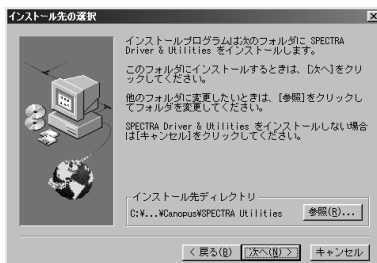 インストール先の選択
インストールプログラムは次のフォルダに SPECTRA
Driver & Utilities をインストールします。
このフォルダにインストールするときは、[次へ]をクリ
ックしてください。
他のフォルダに変更したいときは、[参照]をクリックし
てフォルダを変更してください。
SPECTRA Driver & Utilities をインストールしない場合
は[キャンセル]をクリックしてください。
インストール先ディレクトリ
C:¥...¥Canopus¥SPECTRA Utilities
参照(R)...
< 戻る(B)
次へ(N) >
キャンセル